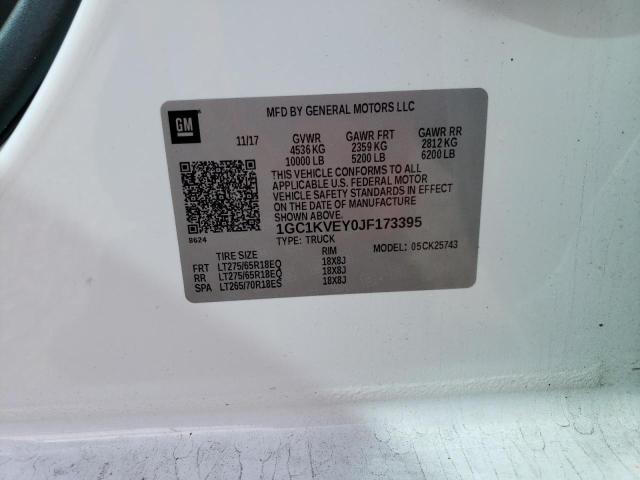 MFD BY GENERAL MOTORS LLC
GM
11/17 GVWR GAWR FRT GAWR RR
4536 KG 2359 KG 2812 KG
10000 LB 5200 LB 6200 LB
THIS VEHICLE CONFORMS TO ALL
APPLICABLE U.S. FEDERAL MOTOR
VEHICLE SAFETY STANDARDS IN EFFECT
ON THE DATE OF MANUFACTURE
SHOWN ABOVE.
1GC1KVEY0JF173395
8624
TYPE: TRUCK MODEL: 05CK25743
TIRE SIZE RIM
FRT LT275/65R18EQ 18X8J
RR LT275/65R18EQ 18X8J
SPA LT265/70R18ES 18X8J